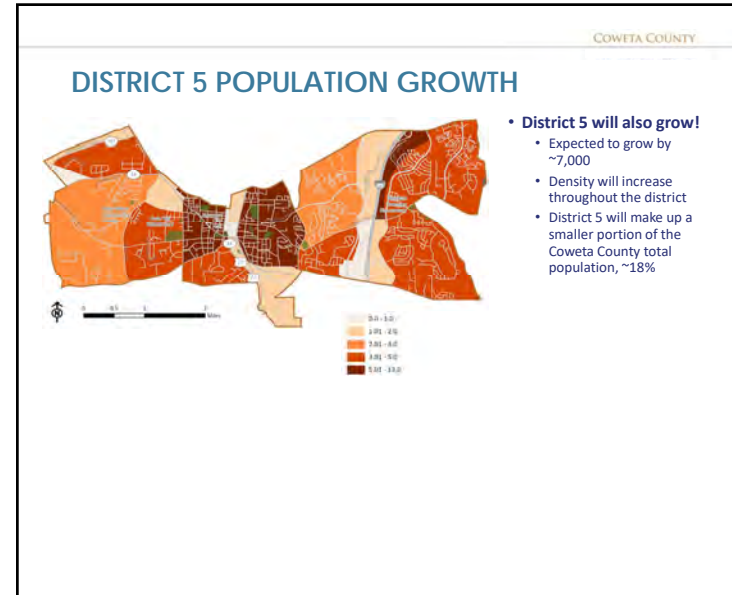 COWETA COUNTY
DISTRICT 5 POPULATION GROWTH
• District 5 will also grow!
• Expected to grow by
~7,000
• Density will increase
throughout the district
• District 5 will make up a
smaller portion of the
Coweta County total
population, ~18%